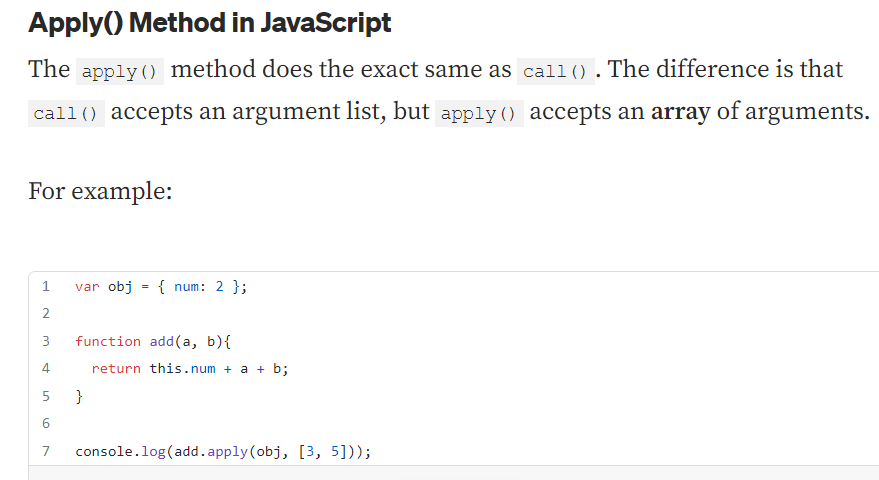 Apply() Method in JavaScript
The apply() method does the exact same as call(). The difference is that
call() accepts an argument list, but apply() accepts an array of arguments.
For example:
1 var obj = { num: 2 };
2
3 function add(a, b){
4   return this.num + a + b;
5 }
6
7 console.log(add.apply(obj, [3, 5]));